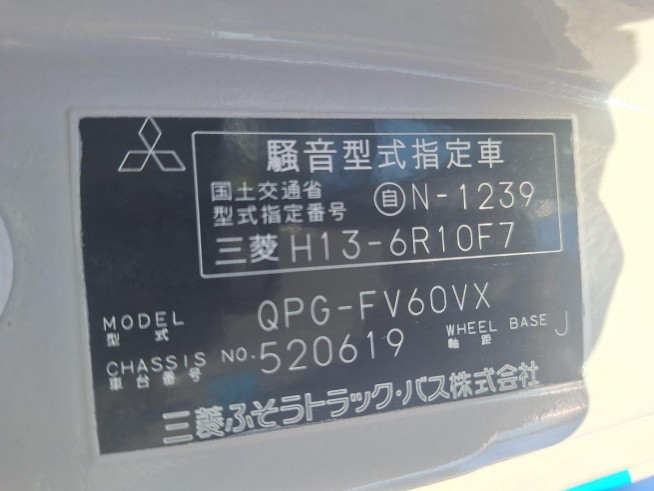 騒音型式指定車
国土交通省
型式指定番号 自 N-1239
三菱 H13-6R10F7
MODEL QPG-FV60VX
型式
CHASSIS NO. 520619 WHEEL BASE J
車台番号 軸距
三菱ふそうトラック・バス株式会社